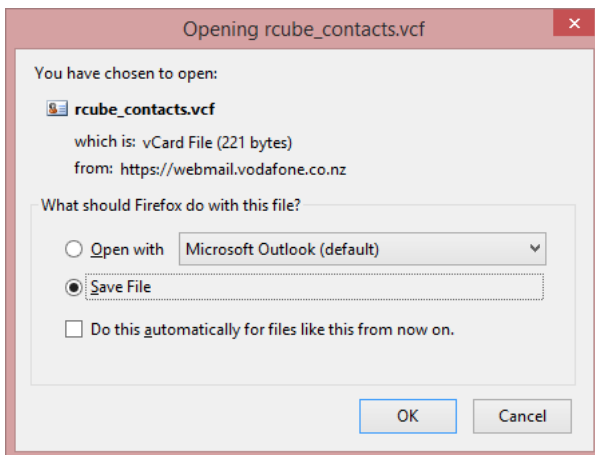 Opening rcube_contacts.vcf
You have chosen to open:
rcube_contacts.vcf
which is: vCard File (221 bytes)
from: https://webmail.vodafone.co.nz
What should Firefox do with this file?
Open with Microsoft Outlook (default)
Save File
Do this automatically for files like this from now on.
OK Cancel